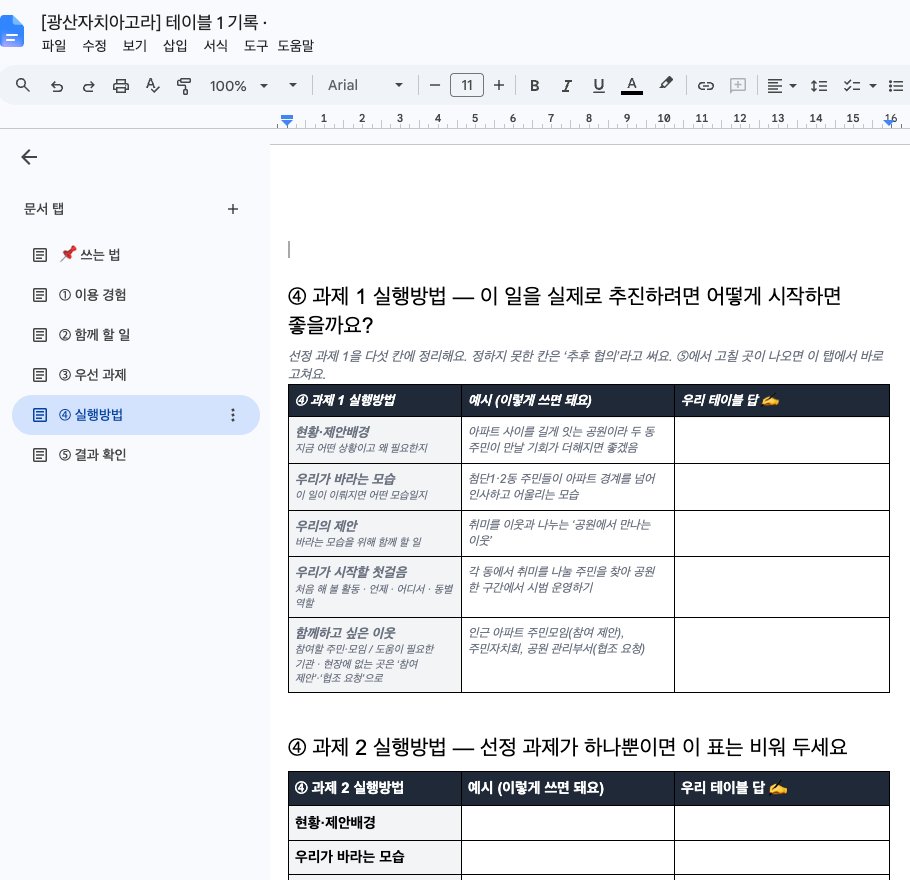 [광산자치아고라] 테이블 1 기록 ·
파일 수정 보기 삽입 서식 도구 도움말
100% Arial 11 B I U A
1 2 3 4 5 6 7 8 9 10 11 12 13 14 15 16
문서 탭
📌 쓰는 법
① 이용 경험
② 함께 할 일
③ 우선 과제
④ 실행방법
⑤ 결과 확인
④ 과제 1 실행방법 — 이 일을 실제로 추진하려면 어떻게 시작하면
좋을까요?
선정 과제 1을 다섯 칸에 정리해요. 정하지 못한 칸은 ‘추후 협의’라고 써요. ⑤에서 고칠 곳이 나오면 이 탭에서 바로
고쳐요.
④ 과제 1 실행방법 예시 (이렇게 쓰면 돼요) 우리 테이블 답 ✍️
현황·제안배경
지금 어떤 상황이고 왜 필요한지
아파트 사이를 길게 잇는 공원이라 두 동
주민이 만날 기회가 더해지면 좋겠음
우리가 바라는 모습
이 일이 이뤄지면 어떤 모습일지
첨단1·2동 주민들이 아파트 경계를 넘어
인사하고 어울리는 모습
우리의 제안
바라는 모습을 위해 함께 할 일
취미를 이웃과 나누는 ‘공원에서 만나는
이웃’
우리가 시작할 첫걸음
처음 해 볼 활동 · 언제 · 어디서 · 동별
역할
각 동에서 취미를 나눌 주민을 찾아 공원
한 구간에서 시범 운영하기
함께하고 싶은 이웃
참여할 주민·모임 / 도움이 필요한
기관 · 현장에 없는 곳은 ‘참여
제안’·‘협조 요청’으로
인근 아파트 주민모임(참여 제안),
주민자치회, 공원 관리부서(협조 요청)
④ 과제 2 실행방법 — 선정 과제가 하나뿐이면 이 표는 비워 두세요
④ 과제 2 실행방법 예시 (이렇게 쓰면 돼요) 우리 테이블 답 ✍️
현황·제안배경
우리가 바라는 모습